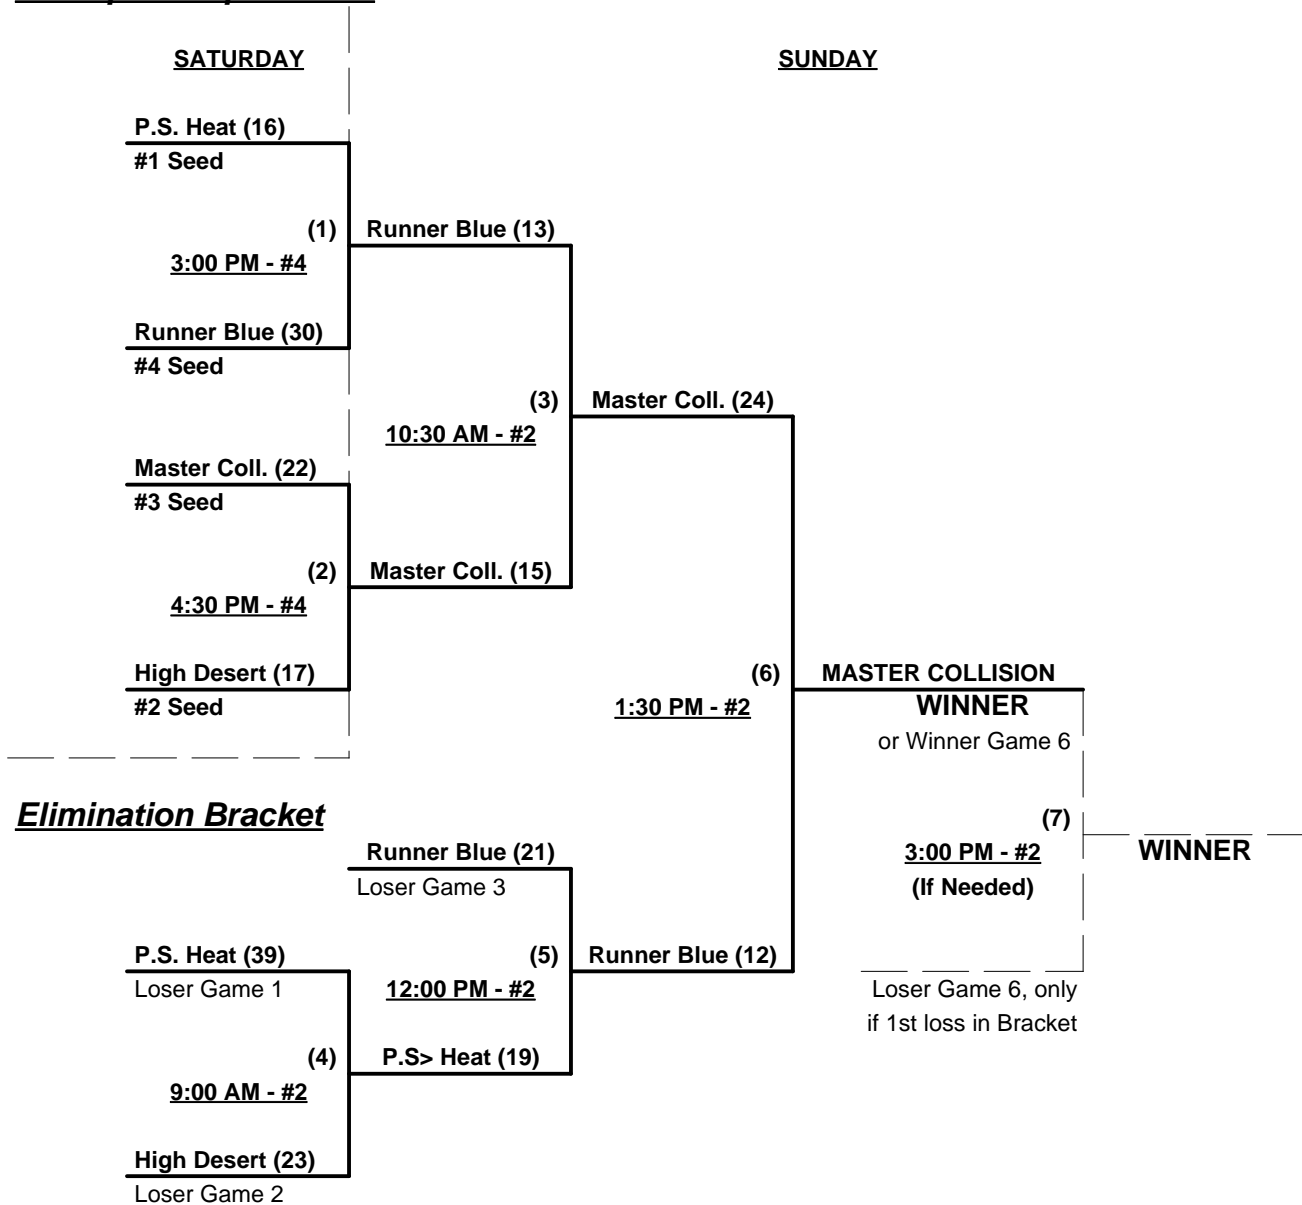 SATURDAY
SUNDAY
P.S. Heat (16)
#1 Seed
(1)
Runner Blue (13)
3:00 PM - #4
Runner Blue (30)
#4 Seed
(3)
Master Coll. (24)
10:30 AM - #2
Master Coll. (22)
#3 Seed
(2)
Master Coll. (15)
4:30 PM - #4
High Desert (17)
#2 Seed
(6)
MASTER COLLISION
1:30 PM - #2
WINNER
or Winner Game 6
Elimination Bracket
(7)
Runner Blue (21)
3:00 PM - #2
WINNER
Loser Game 3
(If Needed)
P.S. Heat (39)
(5)
Runner Blue (12)
Loser Game 1
12:00 PM - #2
Loser Game 6, only
if 1st loss in Bracket
(4)
P.S> Heat (19)
9:00 AM - #2
High Desert (23)
Loser Game 2